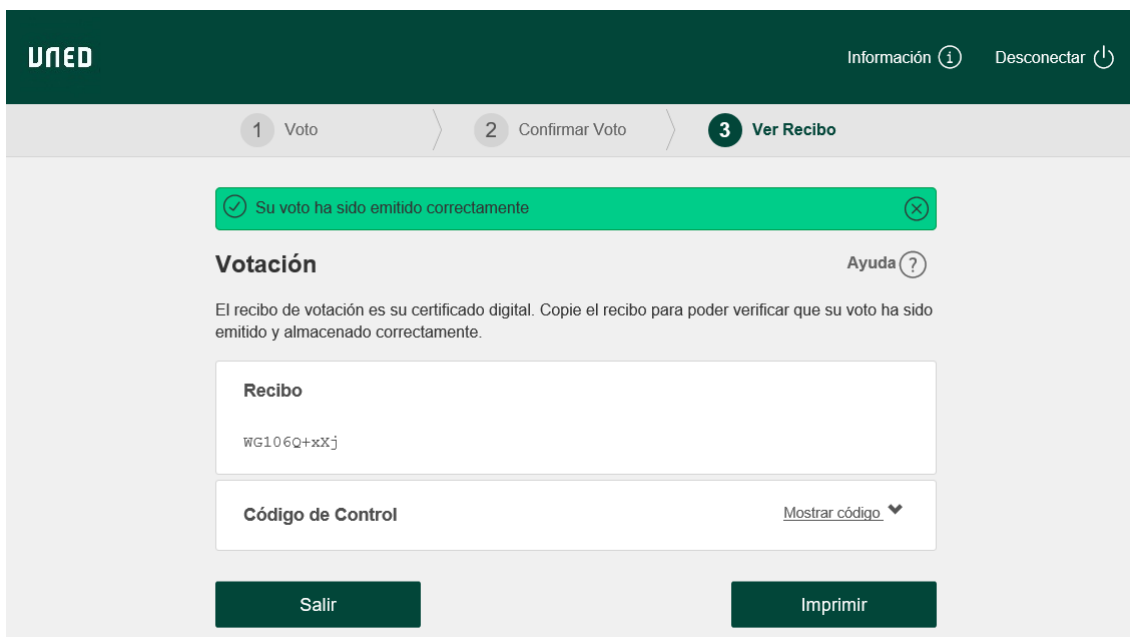 UNED
Información i
Desconectar
1 Voto
2 Confirmar Voto
3 Ver Recibo
Su voto ha sido emitido correctamente
Votación
Ayuda ?
El recibo de votación es su certificado digital. Copie el recibo para poder verificar que su voto ha sido
emitido y almacenado correctamente.
Recibo
WG106Q+xXj
Código de Control
Mostrar código
Salir
Imprimir